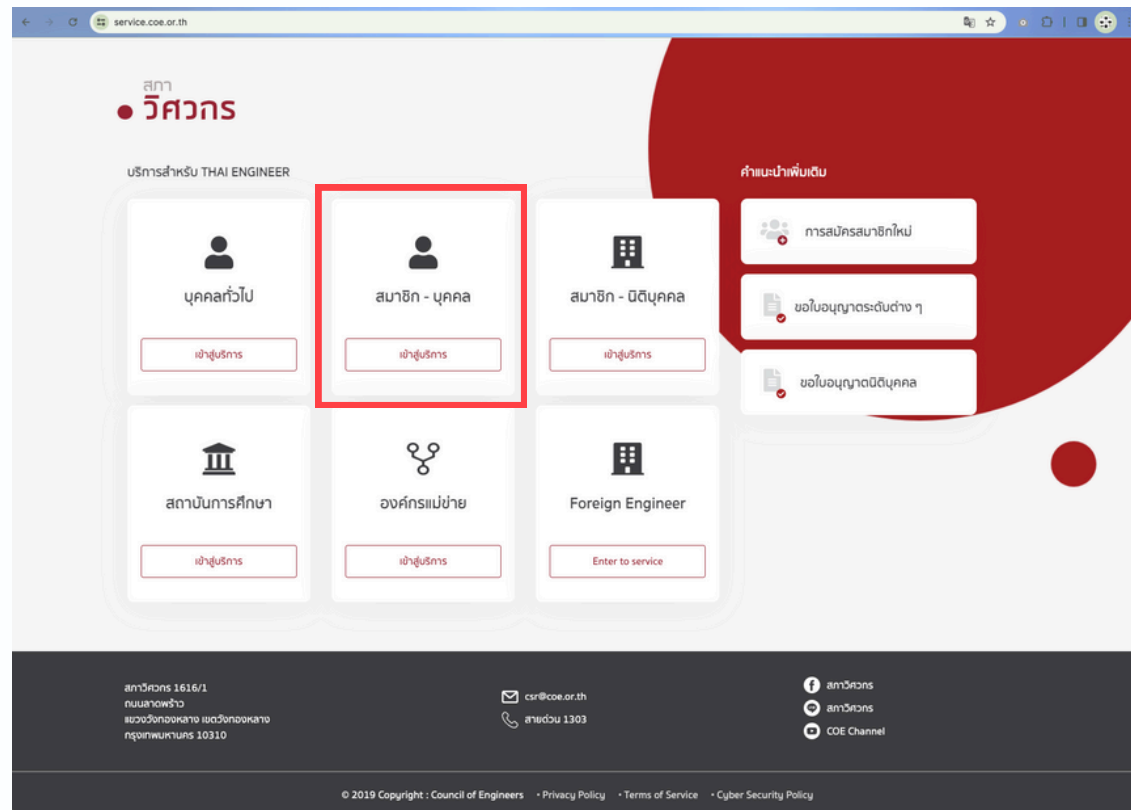 service.coe.or.th
สภา
วิศวกร
บริการสำหรับ THAI ENGINEER
คำแนะนำเพิ่มเติม
บุคคลทั่วไป
เข้าสู่บริการ
สมาชิก - บุคคล
เข้าสู่บริการ
สมาชิก - นิติบุคคล
เข้าสู่บริการ
การสมัครสมาชิกใหม่
ขอใบอนุญาตระดับต่าง ๆ
ขอใบอนุญาตนิติบุคคล
สถาบันการศึกษา
เข้าสู่บริการ
องค์กรแม่ข่าย
เข้าสู่บริการ
Foreign Engineer
Enter to service
สภาวิศวกร 1616/1
ถนนลาดพร้าว
แขวงวังทองหลาง เขตวังทองหลาง
กรุงเทพมหานคร 10310
csr@coe.or.th
สายด่วน 1303
สภาวิศวกร
สภาวิศวกร
COE Channel
© 2019 Copyright : Council of Engineers • Privacy Policy • Terms of Service • Cyber Security Policy